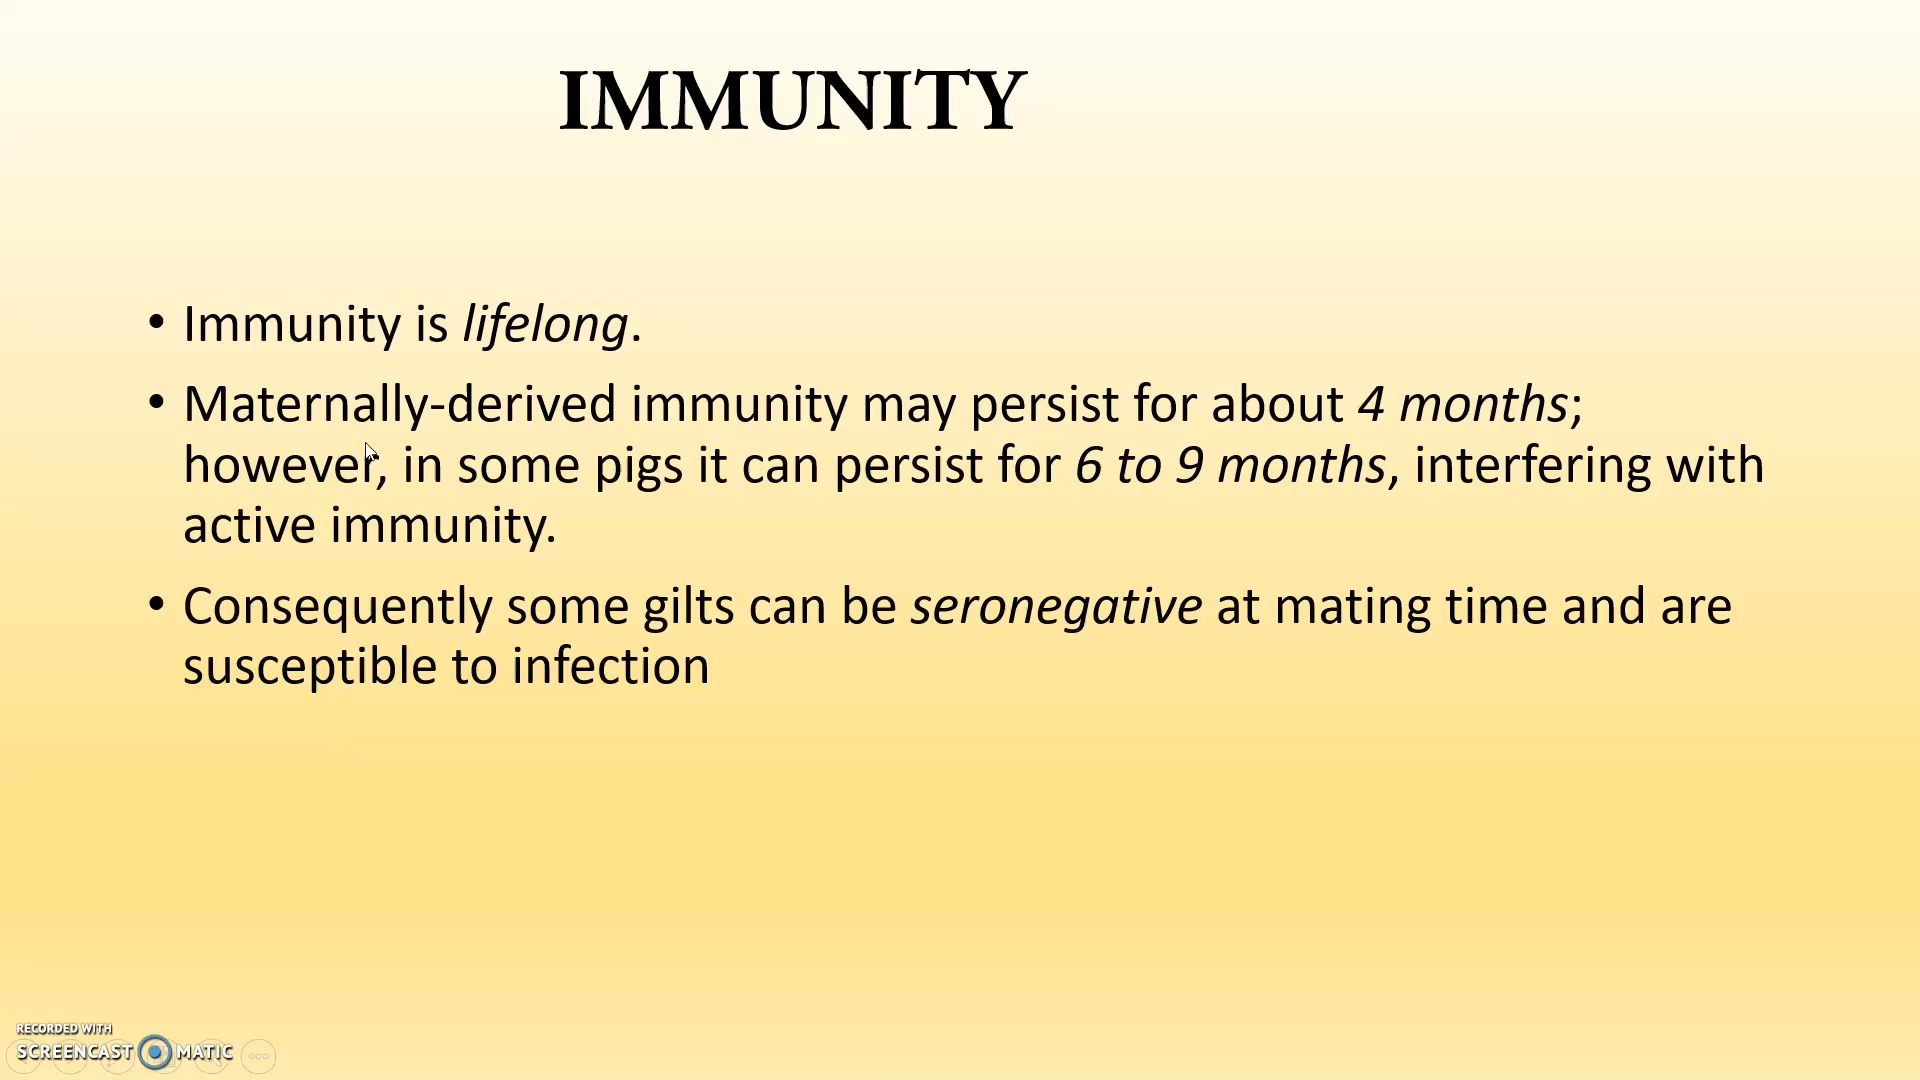 IMMUNITY
• Immunity is lifelong.
• Maternally-derived immunity may persist for about 4 months;
however, in some pigs it can persist for 6 to 9 months, interfering with
active immunity.
• Consequently some gilts can be seronegative at mating time and are
susceptible to infection
RECORDED WITH
SCREENCAST MATIC